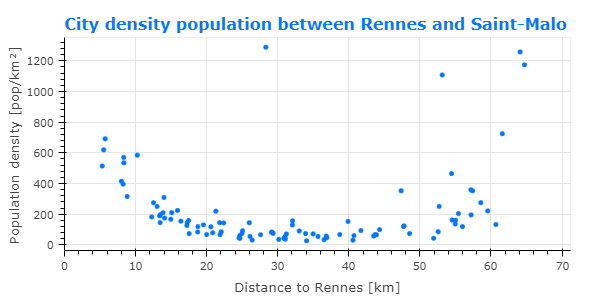 City density population between Rennes and Saint-Malo
Population density [pop/km²]
1200
1000
800
600
400
200
0
0 10 20 30 40 50 60 70
Distance to Rennes [km]